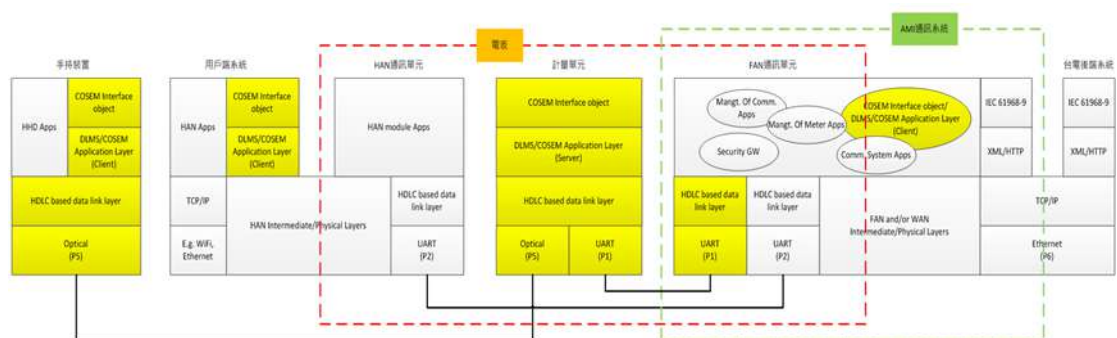 電表
AMI通訊系統
手持裝置
用戶端系統
HAN通訊單元
計量單元
FAN通訊單元
台電後端系統
HHD Apps
COSEM Interface
object
DLMS/COSEM
Application Layer
(Client)
HDLC based data link layer
Optical
(P5)
HAN Apps
COSEM Interface
object
DLMS/COSEM
Application Layer
(Client)
TCP/IP
E.g. WiFi,
Ethernet
HAN Intermediate/Physical Layers
HAN module Apps
HDLC based data
link layer
UART
(P2)
COSEM Interface object
DLMS/COSEM Application Layer
(Server)
HDLC based data link layer
Optical
(P5)
UART
(P1)
Mangt. Of Comm.
Apps
Mangt. Of Meter Apps
COSEM Interface object/
DLMS/COSEM Application Layer
(Client)
Security GW
Comm. System Apps
HDLC based data
link layer
HDLC based data
link layer
UART
(P1)
UART
(P2)
FAN and/or WAN
Intermediate/Physical Layers
IEC 61968-9
XML/HTTP
IEC 61968-9
XML/HTTP
TCP/IP
Ethernet
(P6)